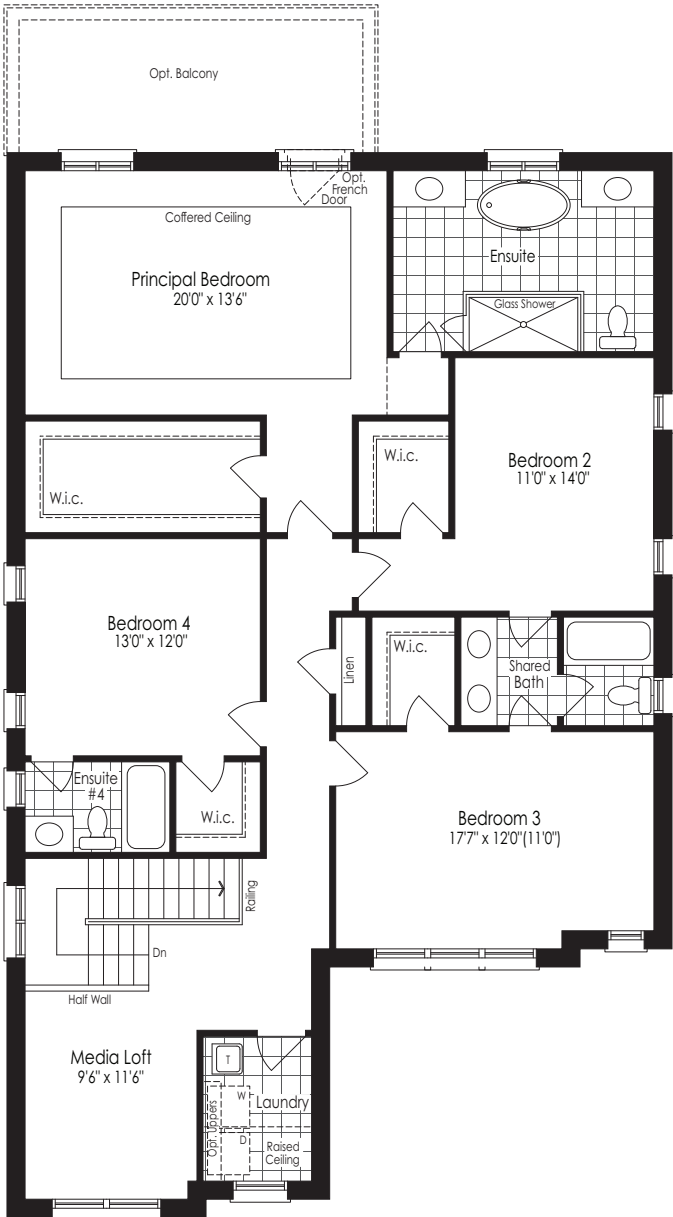 Opt. Balcony
Opt.
French
Door
Coffered Ceiling
Principal Bedroom
20'0" x 13'6"
Ensuite
Glass Shower
W.i.c.
W.i.c.
Bedroom 2
11'0" x 14'0"
Bedroom 4
13'0" x 12'0"
Linen
W.i.c.
Shared
Bath
Ensuite
#4
W.i.c.
Bedroom 3
17'7" x 12'0"(11'0")
Railing
Dn
Half Wall
Media Loft
9'6" x 11'6"
T
W
Laundry
Opt. Uppers
D
Raised
Ceiling